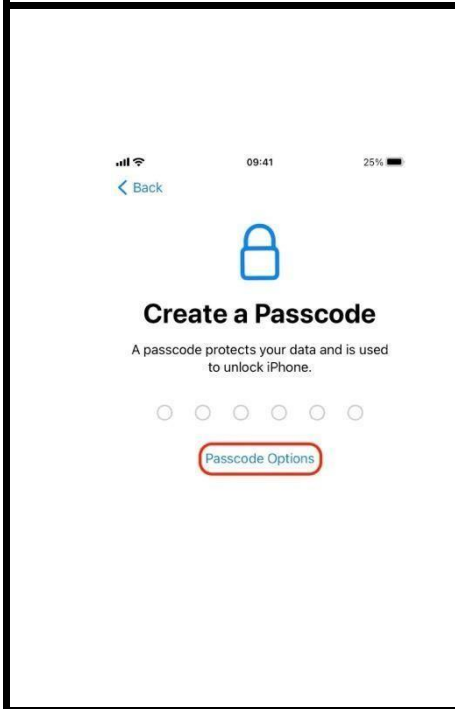 09:41 25%
Back
Create a Passcode
A passcode protects your data and is used
to unlock iPhone.
Passcode Options